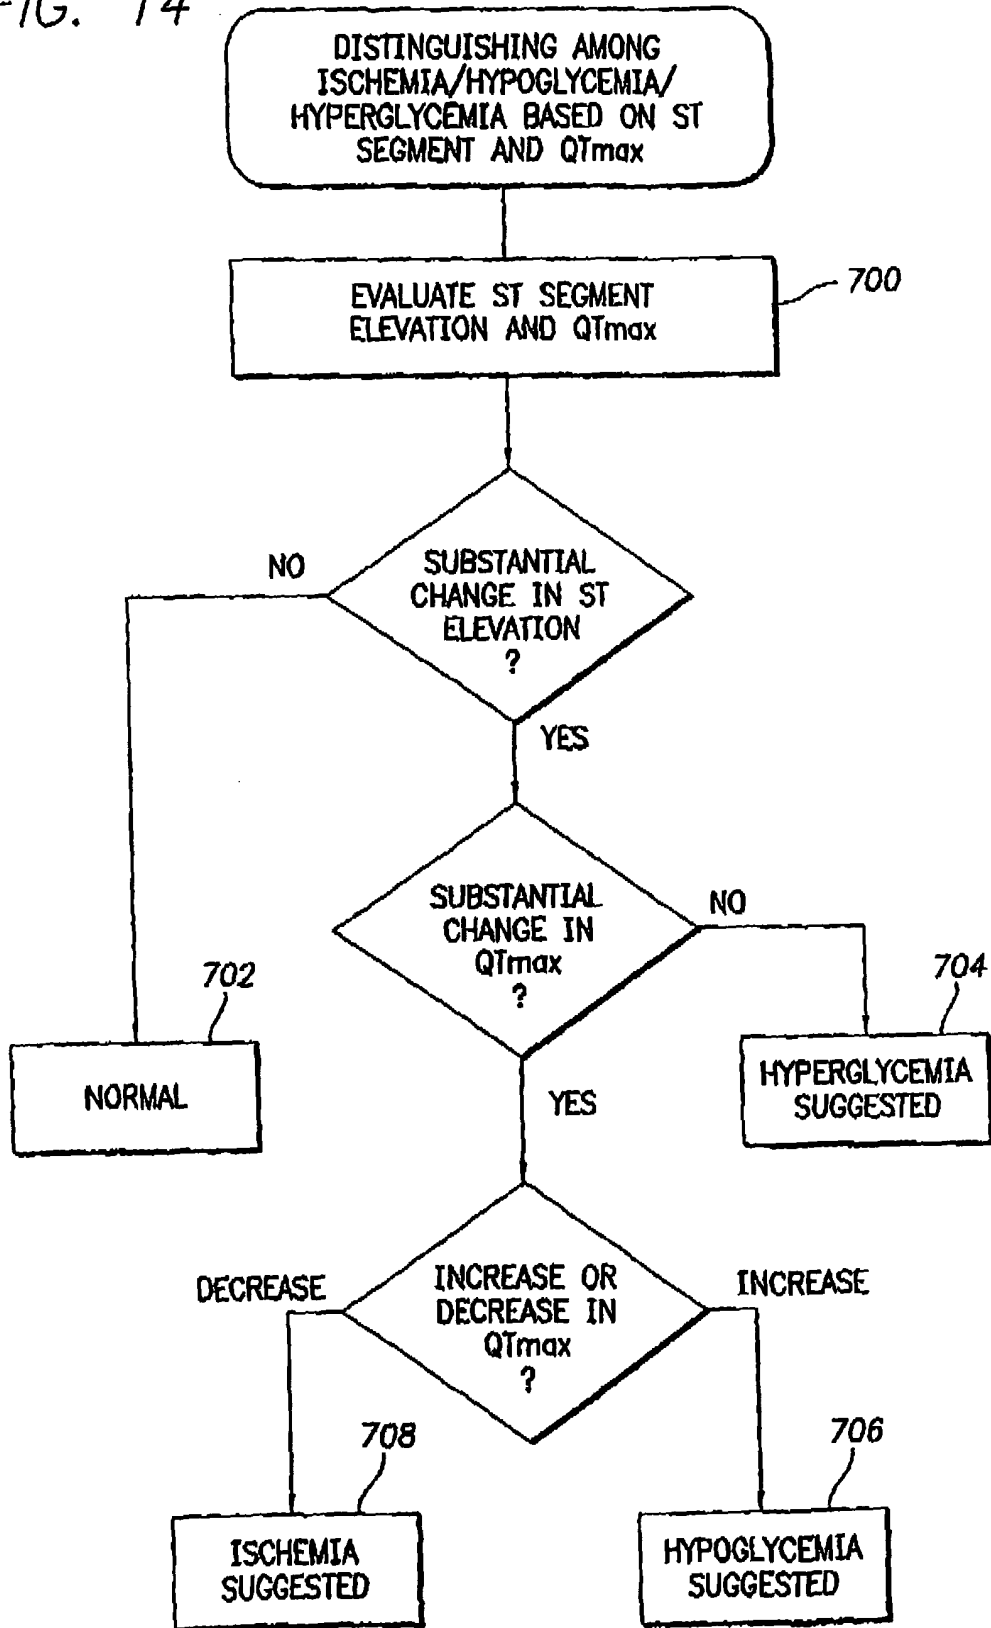 FIG. 14
DISTINGUISHING AMONG
ISCHEMIA/HYPOGLYCEMIA/
HYPERGLYCEMIA BASED ON ST
SEGMENT AND QTmax
EVALUATE ST SEGMENT
ELEVATION AND QTmax
700
SUBSTANTIAL
CHANGE IN ST
ELEVATION
?
NO
YES
SUBSTANTIAL
CHANGE IN
QTmax
?
NO
YES
702
NORMAL
704
HYPERGLYCEMIA
SUGGESTED
INCREASE OR
DECREASE IN
QTmax
?
DECREASE
INCREASE
708
ISCHEMIA
SUGGESTED
706
HYPOGLYCEMIA
SUGGESTED